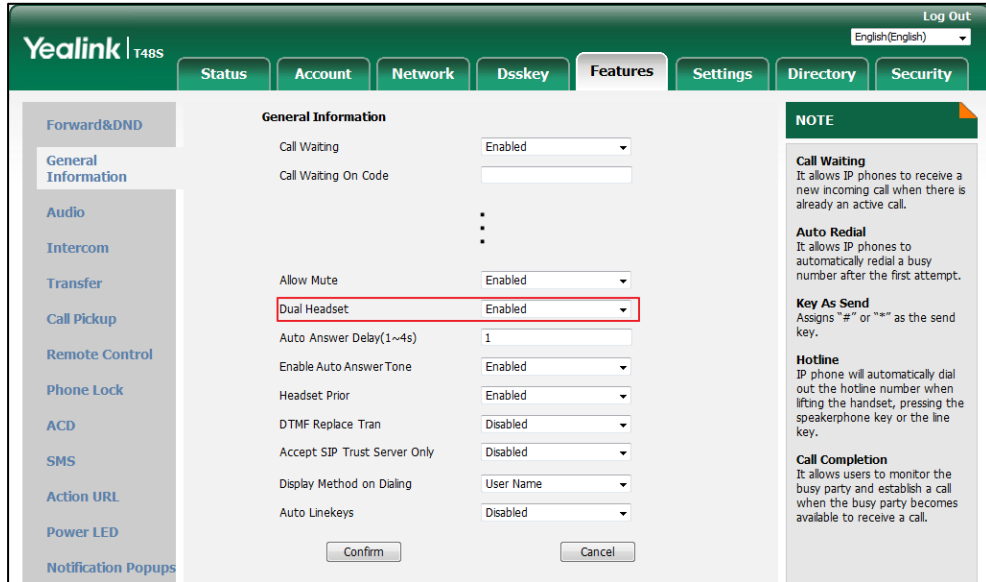 Log Out
English(English)
Yealink T48S
Status Account Network Dsskey Features Settings Directory Security
Forward&DND
General
Information
Audio
Intercom
Transfer
Call Pickup
Remote Control
Phone Lock
ACD
SMS
Action URL
Power LED
Notification Popups
General Information
Call Waiting Enabled
Call Waiting On Code
Allow Mute Enabled
Dual Headset Enabled
Auto Answer Delay(1~4s) 1
Enable Auto Answer Tone Enabled
Headset Prior Enabled
DTMF Replace Tran Disabled
Accept SIP Trust Server Only Disabled
Display Method on Dialing User Name
Auto Linekeys Disabled
Confirm Cancel
NOTE
Call Waiting
It allows IP phones to receive a
new incoming call when there is
already an active call.
Auto Redial
It allows IP phones to
automatically redial a busy
number after the first attempt.
Key As Send
Assigns "#" or "*" as the send
key.
Hotline
IP phone will automatically dial
out the hotline number when
lifting the handset, pressing the
speakerphone key or the line
key.
Call Completion
It allows users to monitor the
busy party and establish a call
when the busy party becomes
available to receive a call.